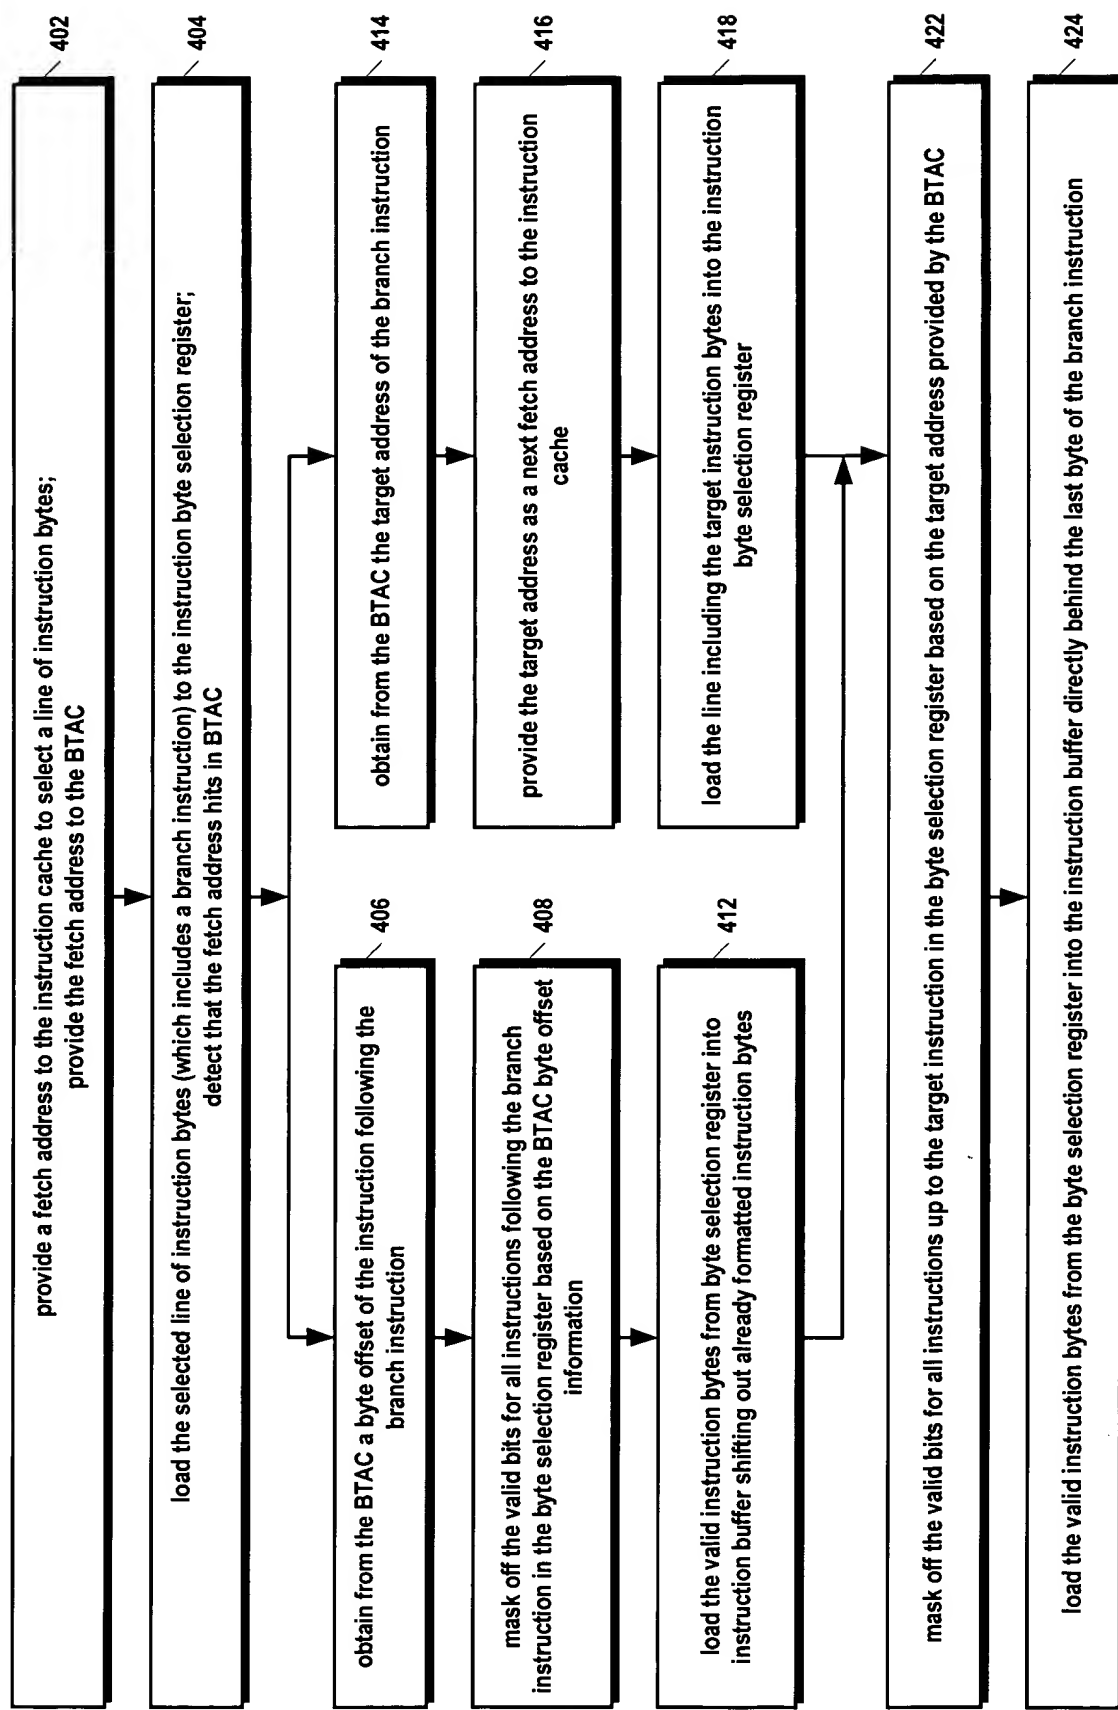 402
provide a fetch address to the instruction cache to select a line of instruction bytes;
provide the fetch address to the BTAC
404
load the selected line of instruction bytes (which includes a branch instruction) to the instruction byte selection register;
detect that the fetch address hits in BTAC
406
obtain from the BTAC a byte offset of the instruction following the
branch instruction
408
mask off the valid bits for all instructions following the branch
instruction in the byte selection register based on the BTAC byte offset
information
412
load the valid instruction bytes from byte selection register into
instruction buffer shifting out already formatted instruction bytes
414
obtain from the BTAC the target address of the branch instruction
416
provide the target address as a next fetch address to the instruction
cache
418
load the line including the target instruction bytes into the instruction
byte selection register
422
mask off the valid bits for all instructions up to the target instruction in the byte selection register based on the target address provided by the BTAC
424
load the valid instruction bytes from the byte selection register into the instruction buffer directly behind the last byte of the branch instruction